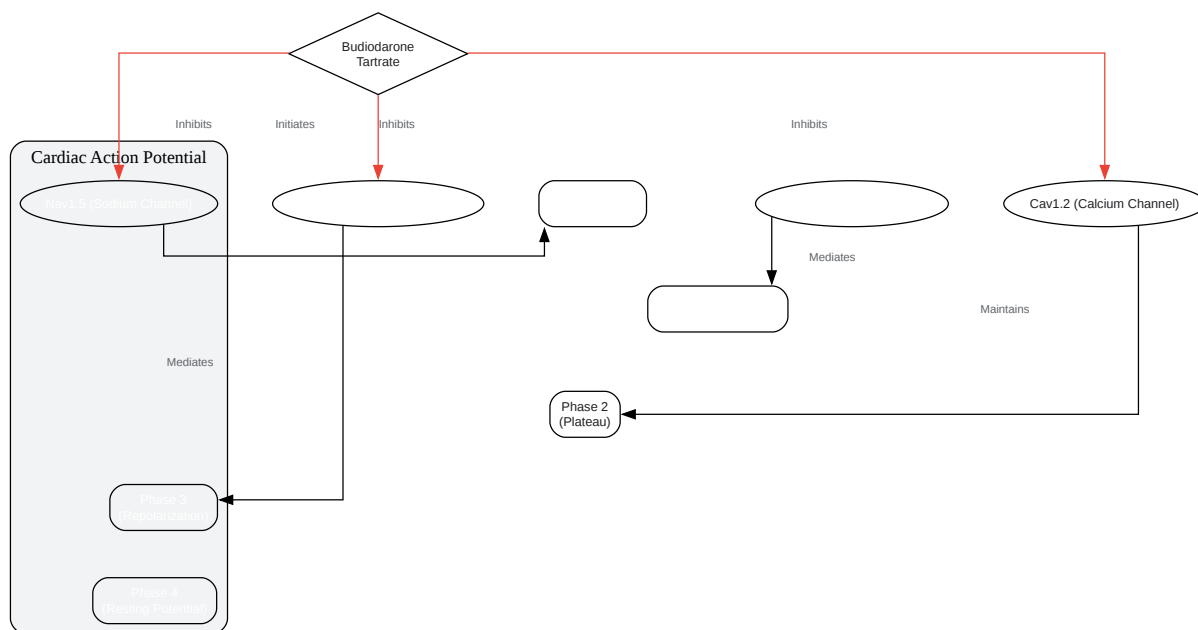 Budiodarone
Tartrate
Inhibits
Initiates
Inhibits
Inhibits
Cardiac Action Potential
Nav1.5 (Sodium Channel)
Cav1.2 (Calcium Channel)
Mediates
Maintains
Mediates
Phase 2
(Plateau)
Phase 3
(Repolarization)
Phase 4
(Resting Potential)